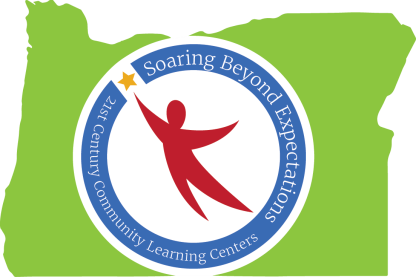 Soaring Beyond Expectations
21st Century Community Learning Centers